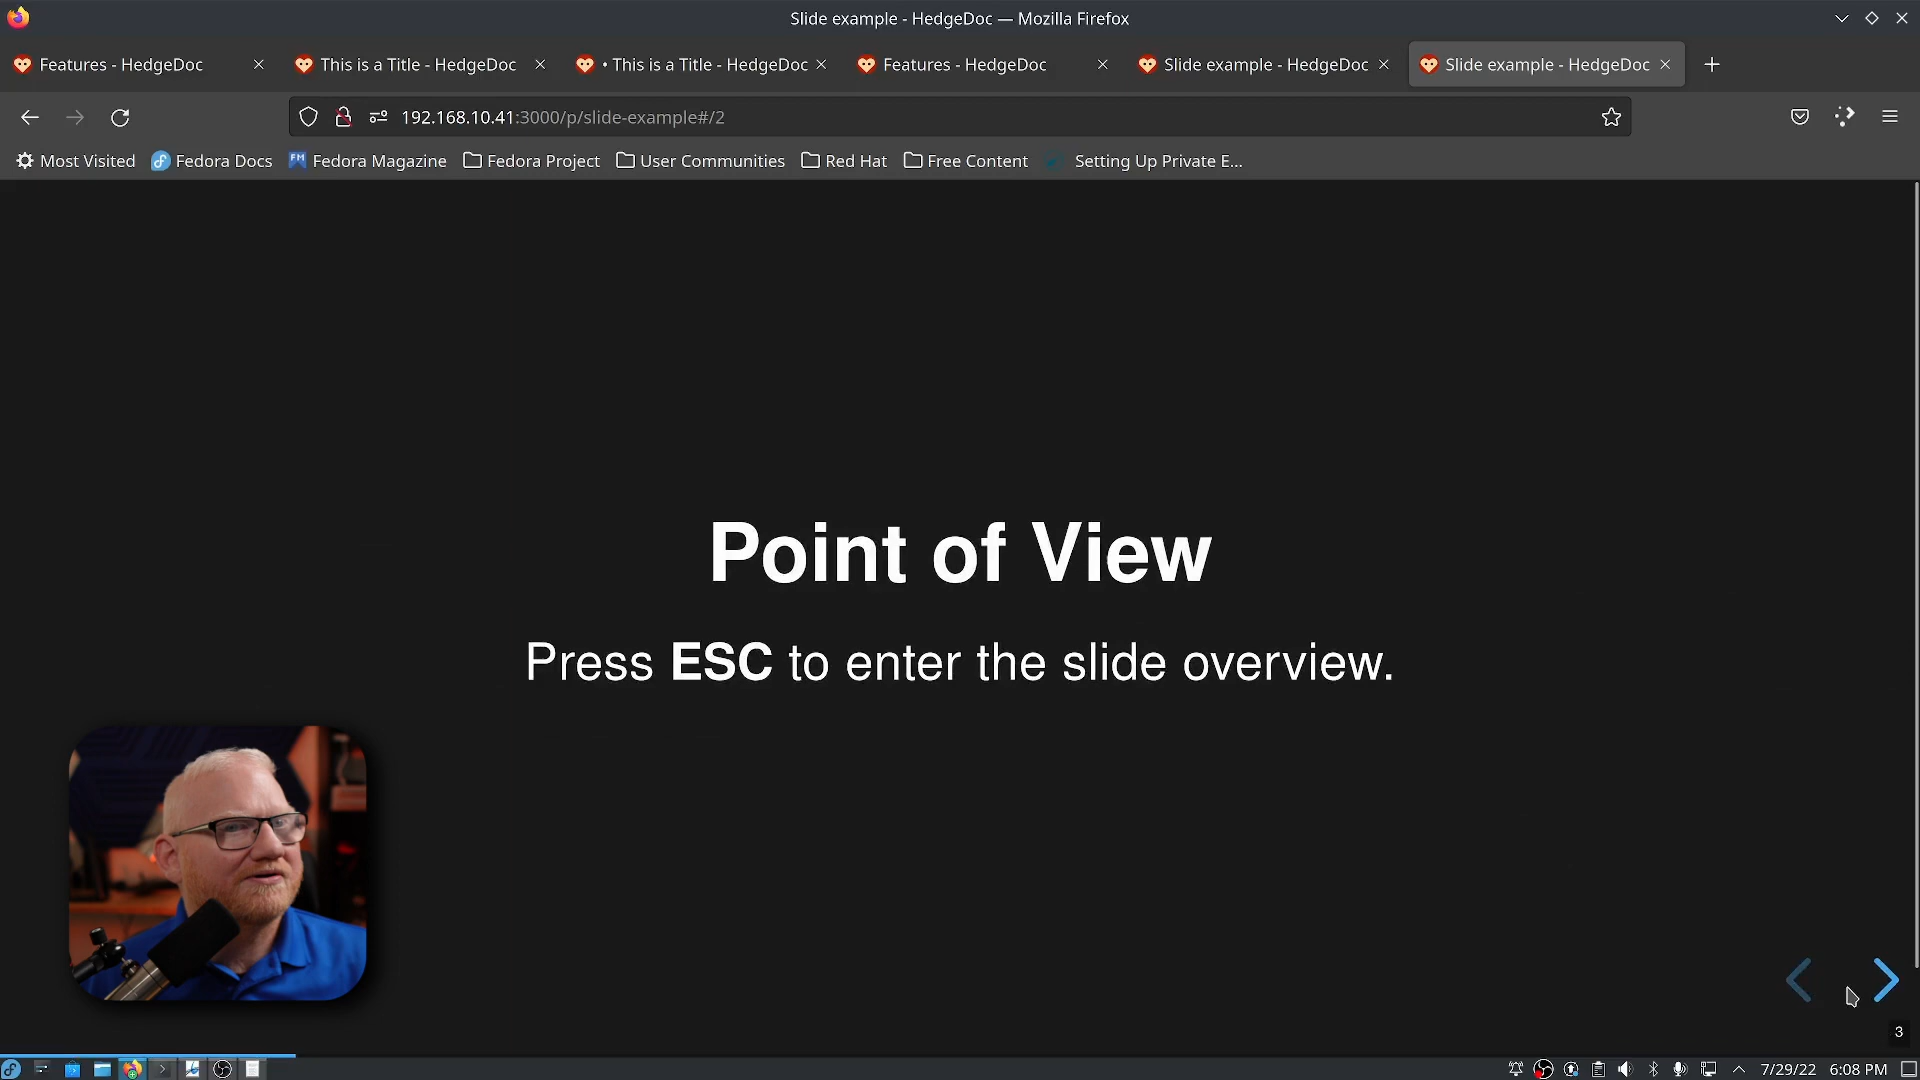 Slide example - HedgeDoc — Mozilla Firefox
Features - HedgeDoc
This is a Title - HedgeDoc
• This is a Title - HedgeDoc
Features - HedgeDoc
Slide example - HedgeDoc
Slide example - HedgeDoc
192.168.10.41:3000/p/slide-example#/2
Most Visited
Fedora Docs
FM
Fedora Magazine
Fedora Project
User Communities
Red Hat
Free Content
Setting Up Private E...
Point of View
Press ESC to enter the slide overview.
3
7/29/22 6:08 PM